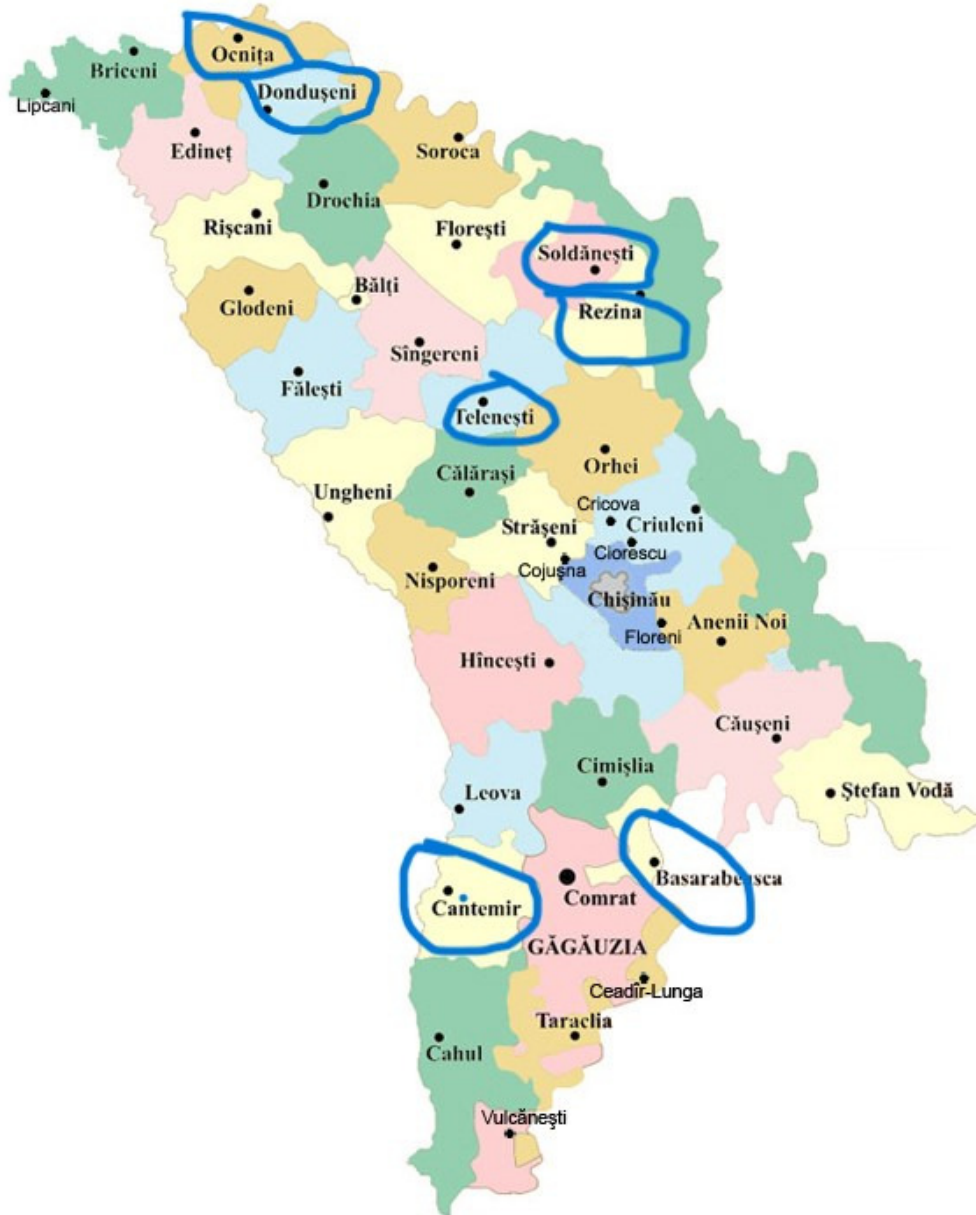 Ocnița
Briceni
Lipcani
Dondușeni
Edineț
Soroca
Drochia
Rîșcani
Florești
Soldănești
Bălți
Glodeni
Rezina
Sîngereni
Fălești
Telenești
Orhei
Călărași
Ungheni
Cricova
Criuleni
Strășeni
Ciorescu
Cojușna
Nisporeni
Chișinău
Floreni
Anenii Noi
Hîncești
Căușeni
Cimișlia
Leova
Ștefan Vodă
Basarabeasca
Comrat
Cantemir
GĂGĂUZIA
Ceadîr-Lunga
Taraclia
Cahul
Vulcănești